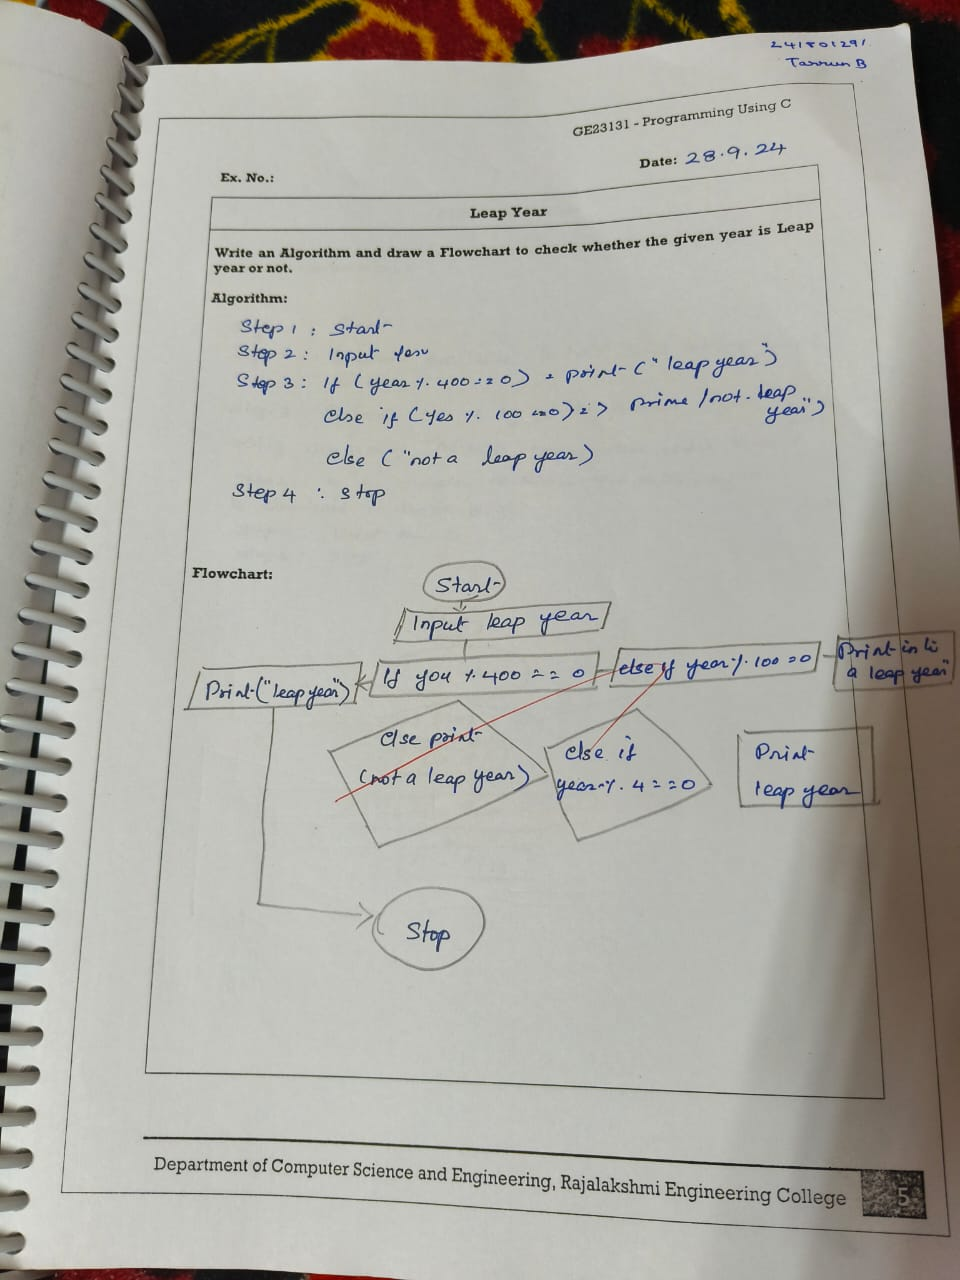 241801291
Tarrun B
GE23131 - Programming Using C
Ex. No.:
Date: 28.9.24
Leap Year
Write an Algorithm and draw a Flowchart to check whether the given year is Leap
year or not.
Algorithm:
Step 1 : Start
Step 2 : Input
Step 3 : If (year % 400 == 0) = print ("leap year")
else if (yes % 100 ==0) => prime /not leap
year")
else ("not a leap year)
Step 4 : Stop
Flowchart:
Start
Input leap year
Print ("leap year")
If you % 400 == 0
else if year % 100 =0
Print
a leap year"
else print
(not a leap year)
else if
year % 4 ==0
Print
leap year
Stop
Department of Computer Science and Engineering, Rajalakshmi Engineering College
5